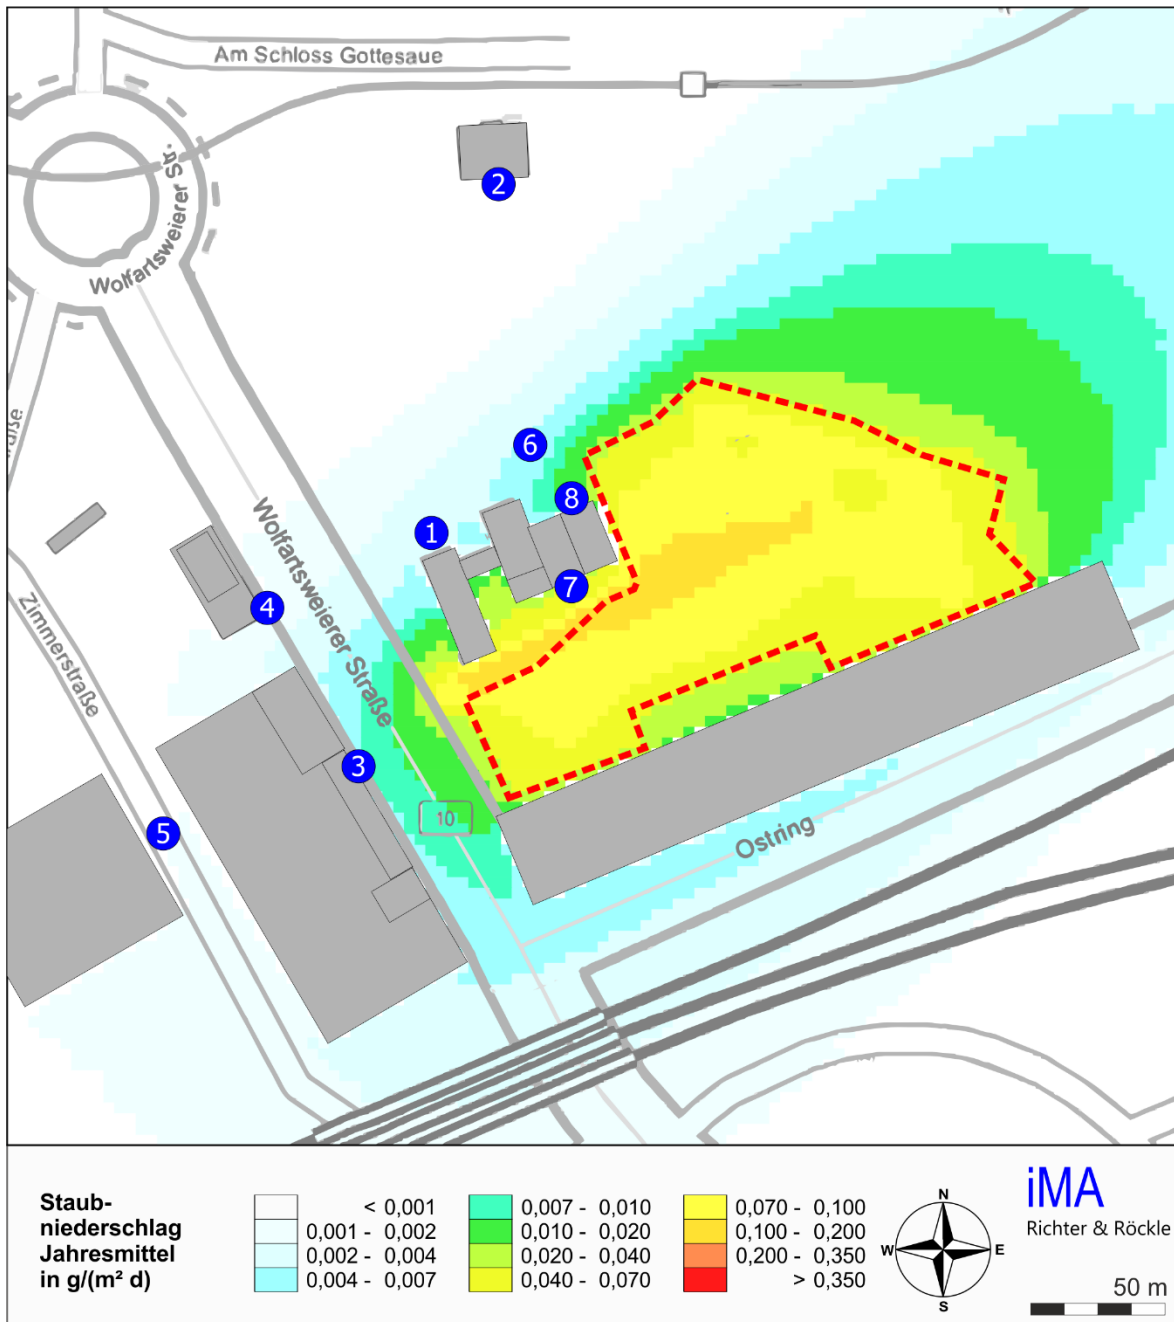 Am Schloss Gottesaue
Wolfartsweierer Str.
2
raße
6
8
1
Wolfartsweierer Straße
7
4
Zimmerstraße
3
5
10
Ostring
Staub-
niederschlag
Jahresmittel
in g/(m² d)
< 0,001
0,001 - 0,002
0,002 - 0,004
0,004 - 0,007
0,007 - 0,010
0,010 - 0,020
0,020 - 0,040
0,040 - 0,070
0,070 - 0,100
0,100 - 0,200
0,200 - 0,350
> 0,350
N
W
E
S
iMA
Richter & Röckle
50 m